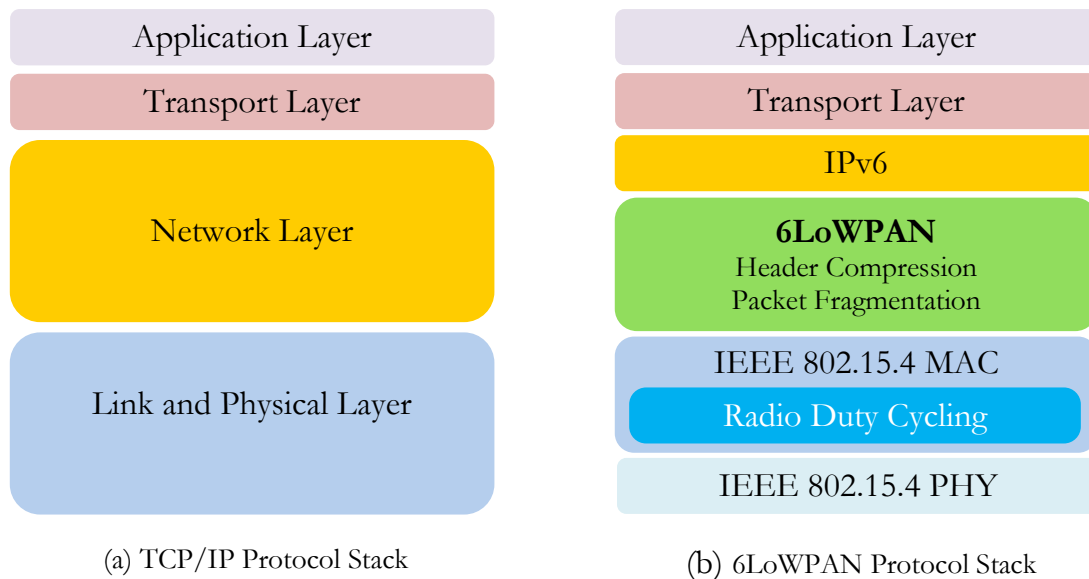 Application Layer
Transport Layer
Network Layer
Link and Physical Layer
(a) TCP/IP Protocol Stack
Application Layer
Transport Layer
IPv6
6LoWPAN
Header Compression
Packet Fragmentation
IEEE 802.15.4 MAC
Radio Duty Cycling
IEEE 802.15.4 PHY
(b) 6LoWPAN Protocol Stack